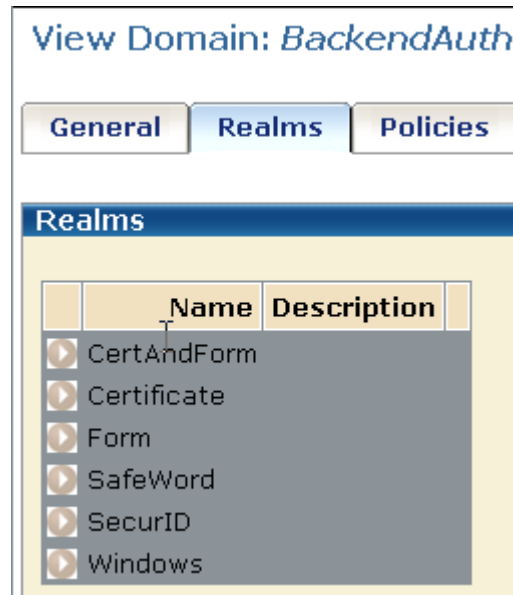 View Domain: BackendAuth
General Realms Policies
Realms
Name Description
CertAndForm
Certificate
Form
SafeWord
SecurID
Windows